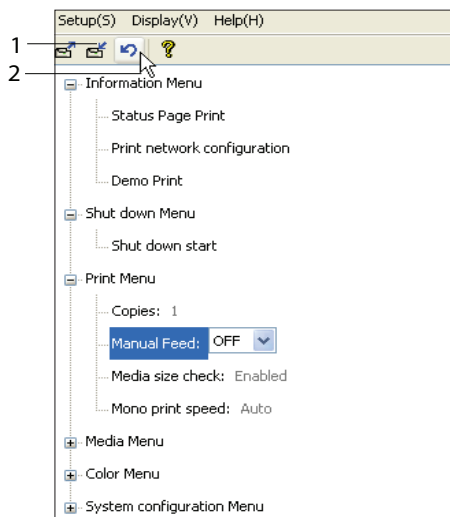 Setup(S) Display(V) Help(H)
1
2
Information Menu
Status Page Print
Print network configuration
Demo Print
Shut down Menu
Shut down start
Print Menu
Copies: 1
Manual Feed: OFF
Media size check: Enabled
Mono print speed: Auto
Media Menu
Color Menu
System configuration Menu